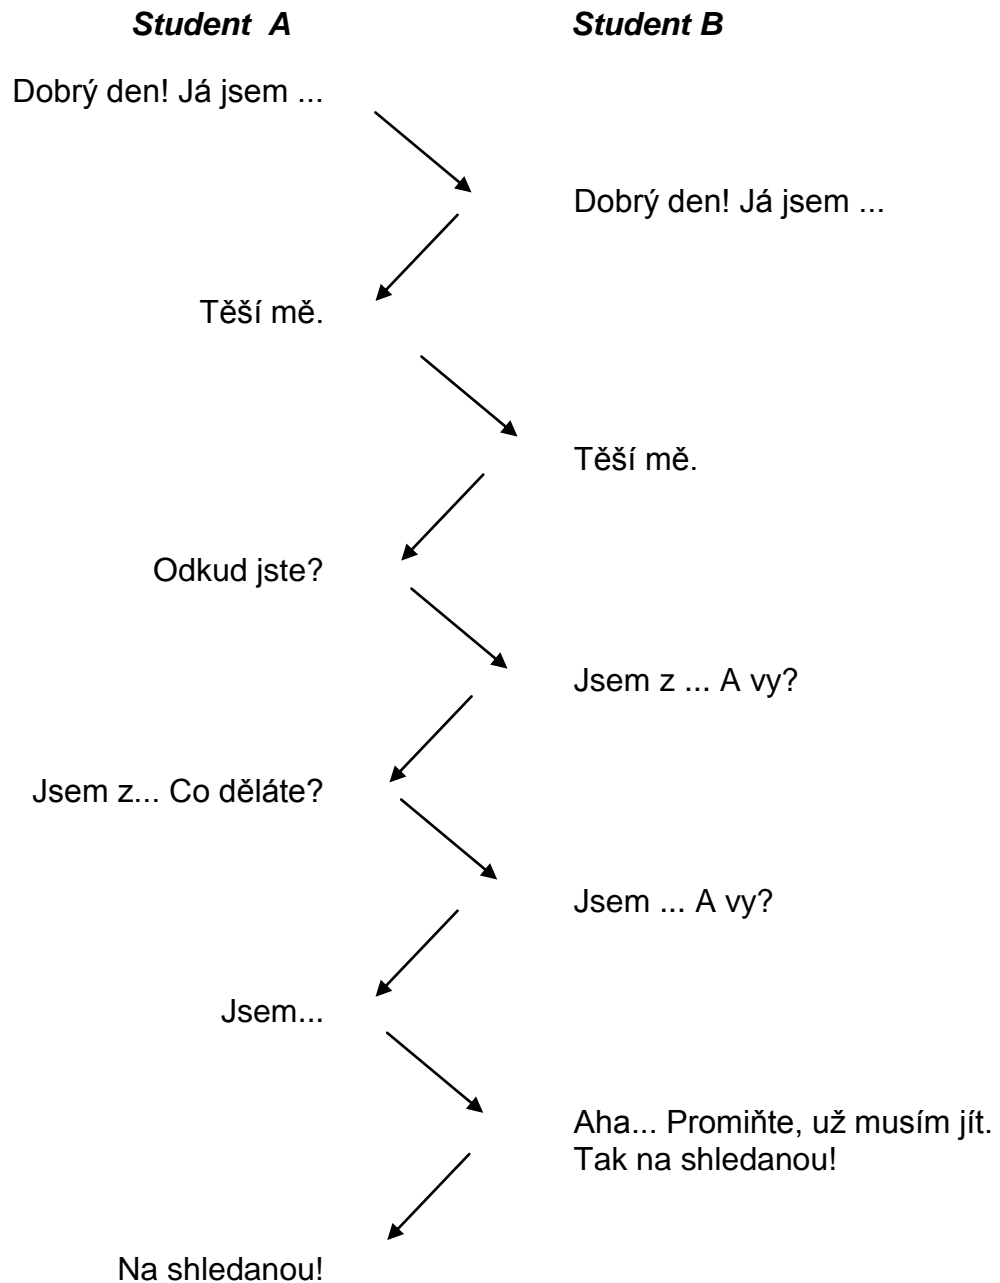 Student A
Student B
Dobrý den! Já jsem ...
Dobrý den! Já jsem ...
Těší mě.
Těší mě.
Odkud jste?
Jsem z ... A vy?
Jsem z... Co děláte?
Jsem ... A vy?
Jsem...
Aha... Promiňte, už musím jít.
Tak na shledanou!
Na shledanou!